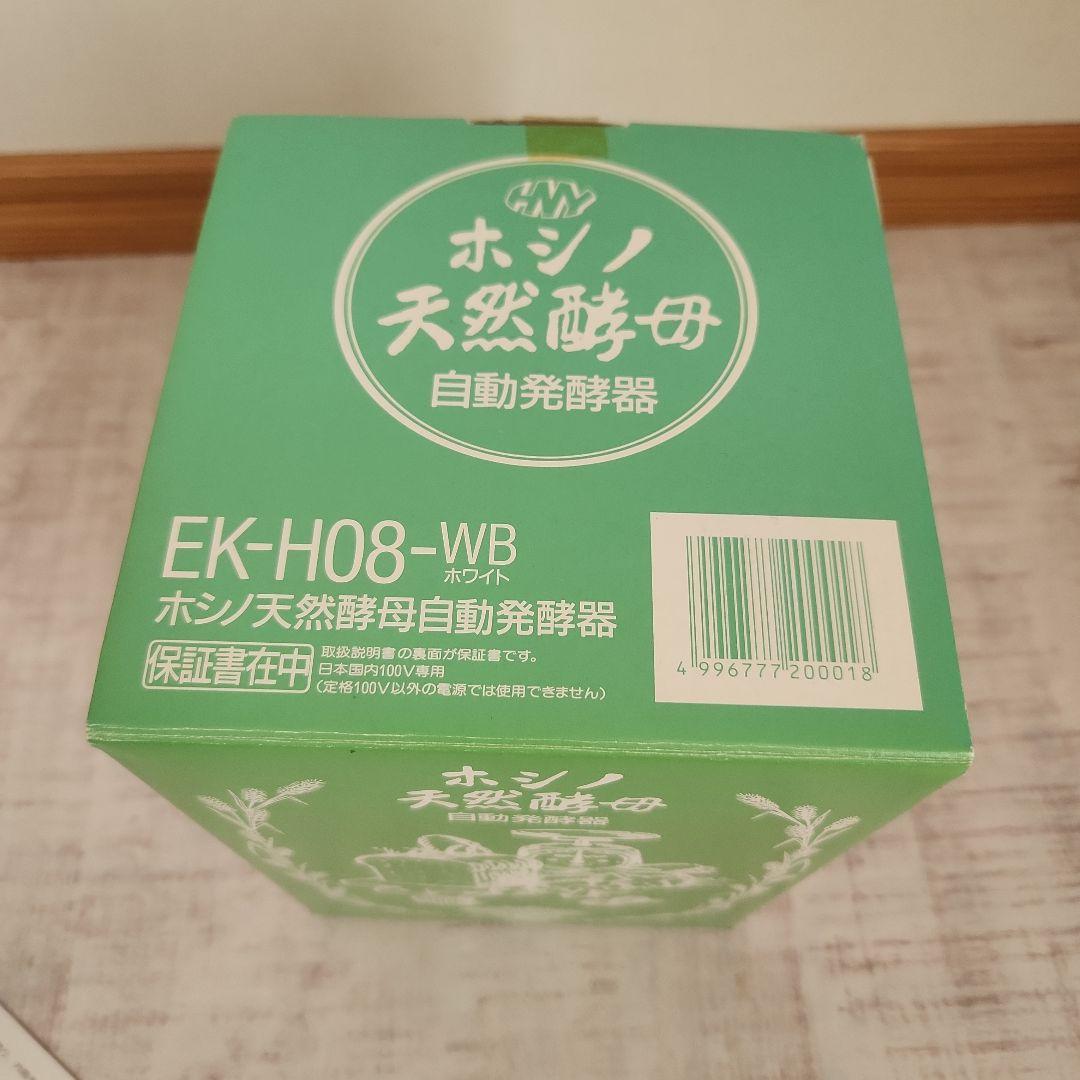 HNY
ホシノ
天然酵母
自動発酵器
EK-H08-WB
ホワイト
ホシノ天然酵母自動発酵器
保証書在中
取扱説明書の裏面が保証書です。
日本国内100V専用
(定格100V以外の電源では使用できません)
4 996777 200018
ホシノ
天然酵母
自動発酵器